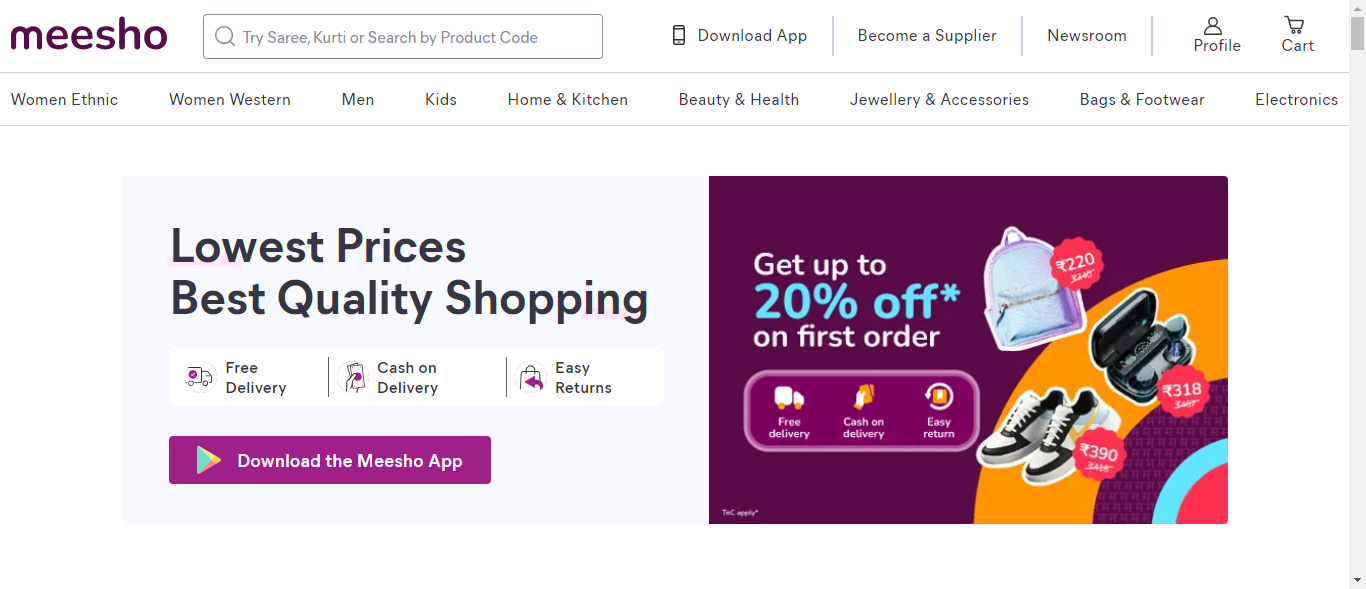 meesho
Try Saree, Kurti or Search by Product Code
Download App
Become a Supplier
Newsroom
Profile
Cart
Women Ethnic
Women Western
Men
Kids
Home & Kitchen
Beauty & Health
Jewellery & Accessories
Bags & Footwear
Electronics
Lowest Prices
Best Quality Shopping
Free
Delivery
Cash on
Delivery
Easy
Returns
Download the Meesho App
Get up to
20% off*
on first order
Free
delivery
Cash on
delivery
Easy
return
₹220
₹318
₹390
TnC apply*